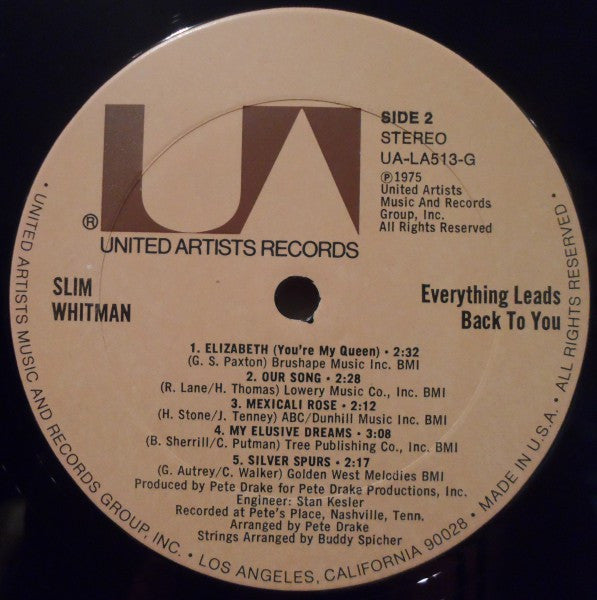 UA
SIDE 2
STEREO
UA-LA513-G
℗ 1975
United Artists
Music And Records
Group, Inc.
All Rights Reserved
®
UNITED ARTISTS RECORDS
SLIM
WHITMAN
Everything Leads
Back To You
1. ELIZABETH (You're My Queen) • 2:32
(G. S. Paxton) Brushape Music Inc. BMI
2. OUR SONG • 2:28
(R. Lane/H. Thomas) Lowery Music Co., Inc. BMI
3. MEXICALI ROSE • 2:12
(H. Stone/J. Tenney) ABC/Dunhill Music Inc. BMI
4. MY ELUSIVE DREAMS • 3:08
(B. Sherrill/C. Putman) Tree Publishing Co., Inc. BMI
5. SILVER SPURS • 2:17
(G. Autrey/C. Walker) Golden West Melodies BMI
Produced by Pete Drake for Pete Drake Productions, Inc.
Engineer: Stan Kesler
Recorded at Pete's Place, Nashville, Tenn.
Arranged by Pete Drake
Strings Arranged by Buddy Spicher
• UNITED ARTISTS MUSIC AND RECORDS GROUP, INC. • LOS ANGELES, CALIFORNIA 90028 • MADE IN U.S.A. • ALL RIGHTS RESERVED •